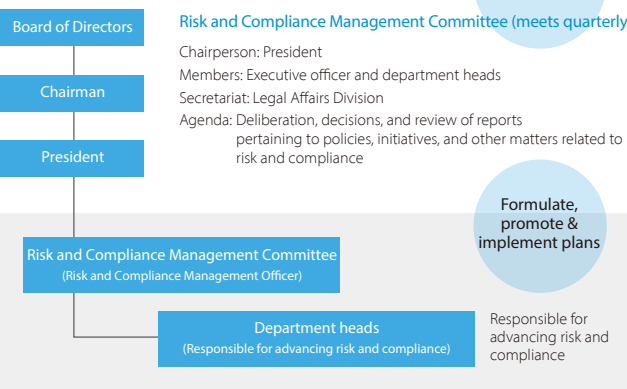 Board of Directors
Chairman
President
Risk and Compliance Management Committee (meets quarterly
Chairperson: President
Members: Executive officer and department heads
Secretariat: Legal Affairs Division
Agenda: Deliberation, decisions, and review of reports
pertaining to policies, initiatives, and other matters related to
risk and compliance
Formulate,
promote &
implement plans
Risk and Compliance Management Committee
(Risk and Compliance Management Officer)
Department heads
(Responsible for advancing risk and compliance)
Responsible for
advancing risk and
compliance